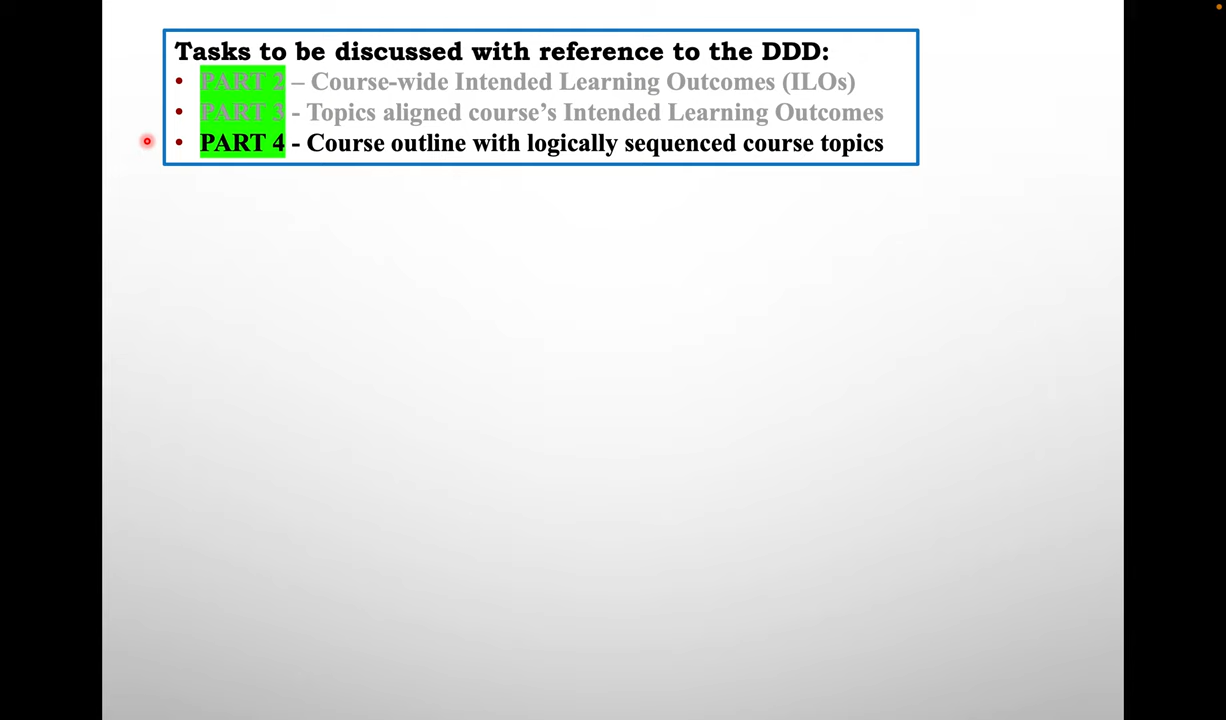 Tasks to be discussed with reference to the DDD:
• PART 2 – Course-wide Intended Learning Outcomes (ILOs)
• PART 3 - Topics aligned course’s Intended Learning Outcomes
• PART 4 - Course outline with logically sequenced course topics